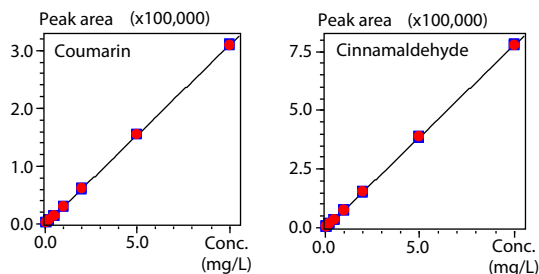 Peak area (x100,000)
Coumarin
3.0
2.0
1.0
0.0
0.0 5.0 Conc.
(mg/L)
Peak area (x100,000)
Cinnamaldehyde
7.5
5.0
2.5
0.0
0.0 5.0 Conc.
(mg/L)